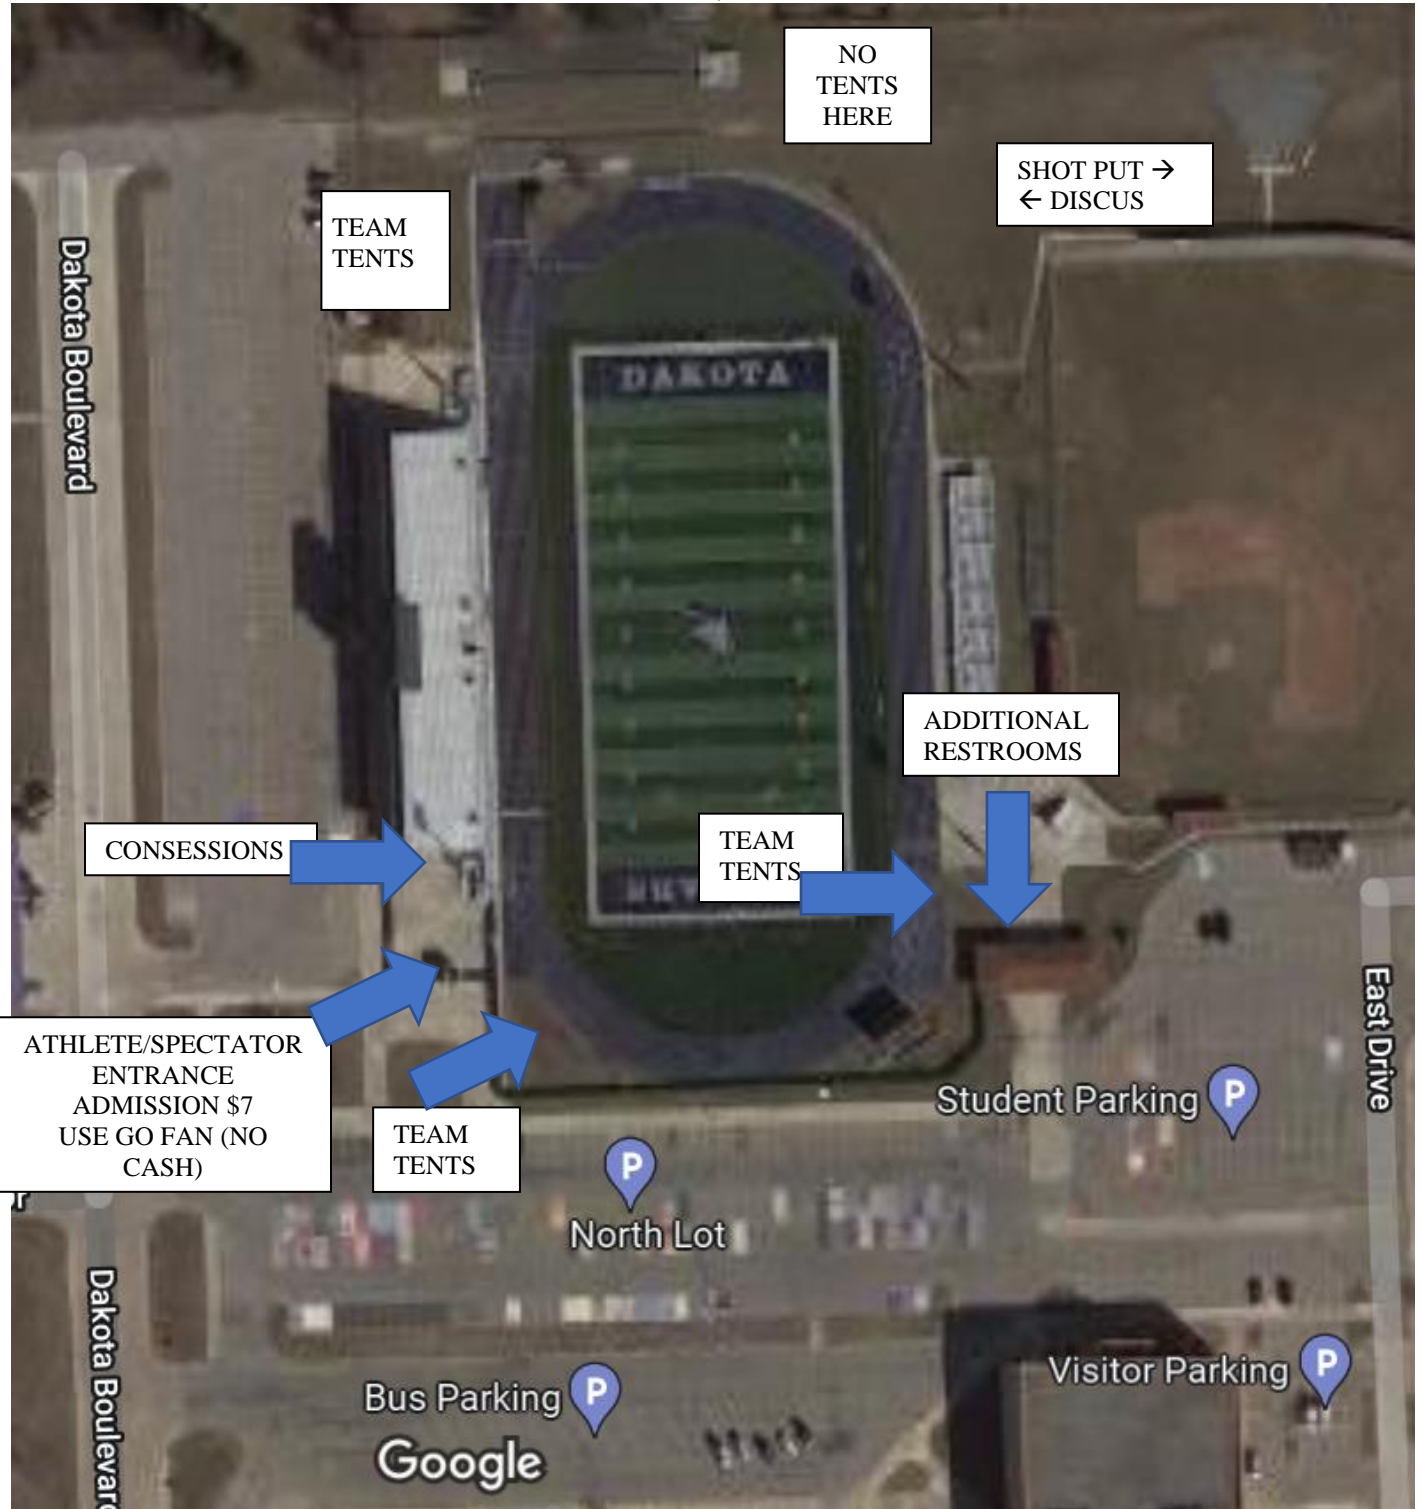 NO
TENTS
HERE
SHOT PUT →
← DISCUS
TEAM
TENTS
Dakota Boulevard
DAKOTA
ADDITIONAL
RESTROOMS
CONSESSIONS
TEAM
TENTS
East Drive
ATHLETE/SPECTATOR
ENTRANCE
ADMISSION $7
USE GO FAN (NO
CASH)
TEAM
TENTS
Student Parking P
P
North Lot
Dakota Boulevard
Visitor Parking P
Bus Parking P
Google